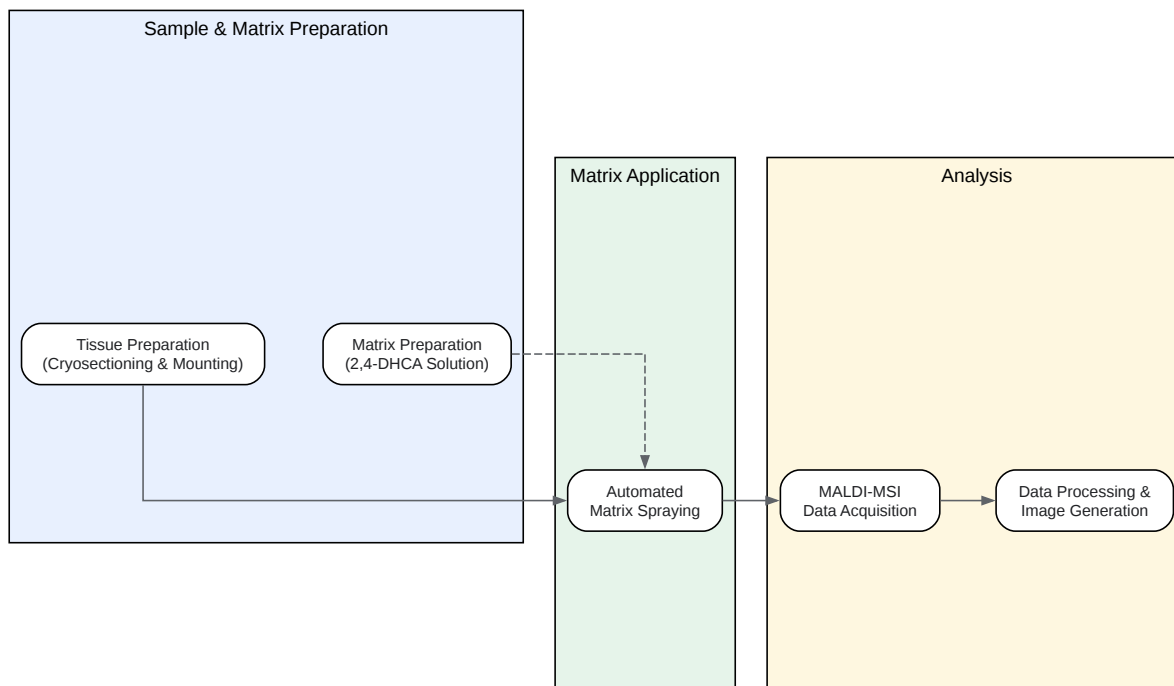 Sample & Matrix Preparation
Matrix Application
Analysis
Tissue Preparation
(Cryosectioning & Mounting)
Matrix Preparation
(2,4-DHCA Solution)
Automated
Matrix Spraying
MALDI-MSI
Data Acquisition
Data Processing &
Image Generation